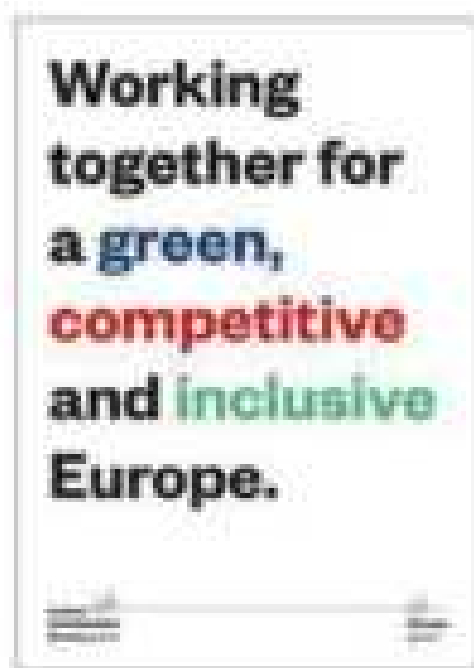 Working
together for
a green,
competitive
and inclusive
Europe.